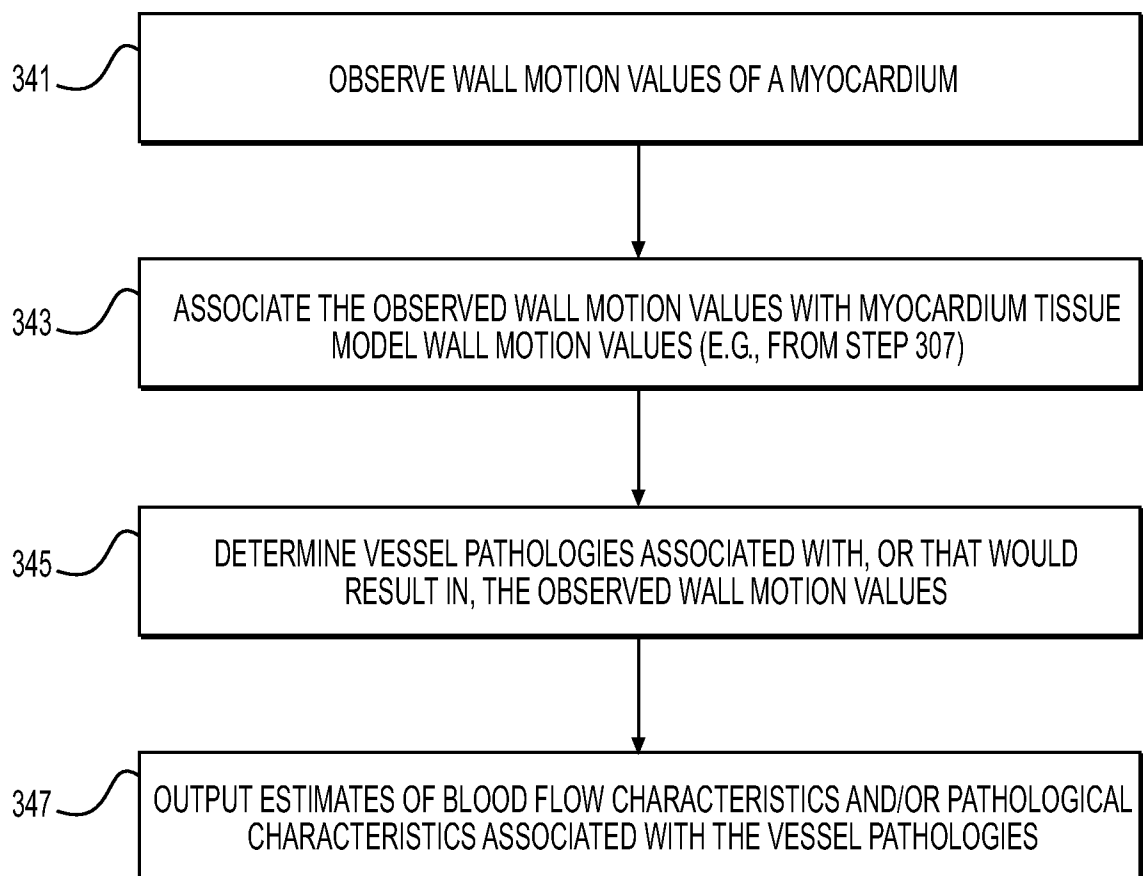 341
OBSERVE WALL MOTION VALUES OF A MYOCARDIUM
343
ASSOCIATE THE OBSERVED WALL MOTION VALUES WITH MYOCARDIUM TISSUE
MODEL WALL MOTION VALUES (E.G., FROM STEP 307)
345
DETERMINE VESSEL PATHOLOGIES ASSOCIATED WITH, OR THAT WOULD
RESULT IN, THE OBSERVED WALL MOTION VALUES
347
OUTPUT ESTIMATES OF BLOOD FLOW CHARACTERISTICS AND/OR PATHOLOGICAL
CHARACTERISTICS ASSOCIATED WITH THE VESSEL PATHOLOGIES